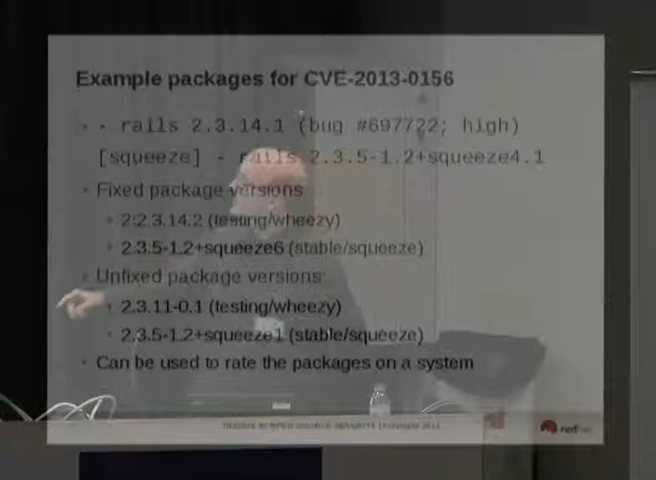 Example packages for CVE-2013-0156
- rails 2.3.14.1 (bug #697722; high)
[squeeze] - rails 2.3.5-1.2+squeeze4.1
Fixed package versions
2:2.3.14.2 (testing/wheezy)
2.3.5-1.2+squeeze6 (stable/squeeze)
Unfixed package versions:
2.3.11-0.1 (testing/wheezy)
2.3.5-1.2+squeeze1 (stable/squeeze)
Can be used to rate the packages on a system
redhat